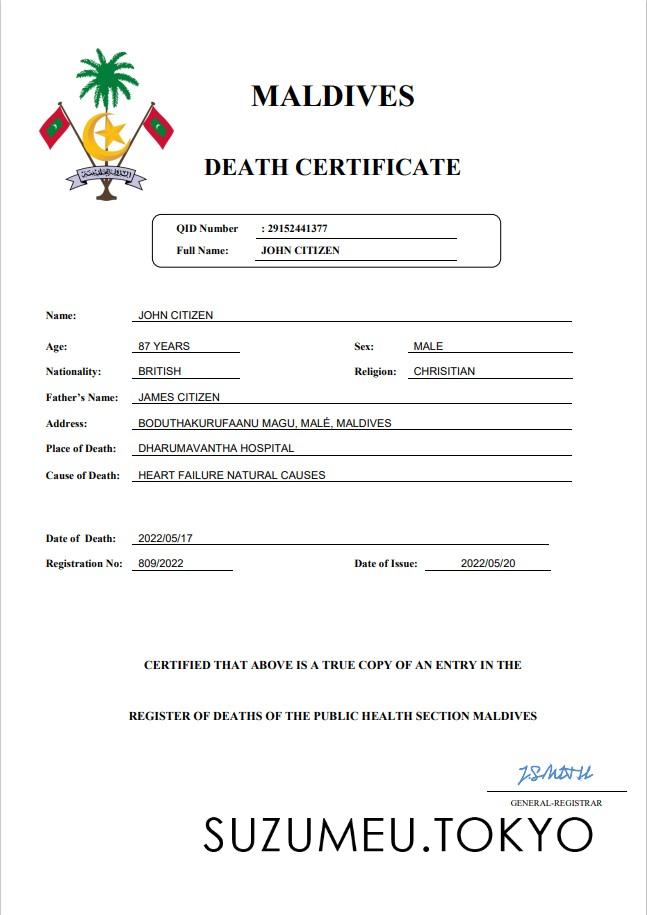 MALDIVES
DEATH CERTIFICATE
QID Number : 29152441377
Full Name: JOHN CITIZEN
Name: JOHN CITIZEN
Age: 87 YEARS Sex: MALE
Nationality: BRITISH Religion: CHRISITIAN
Father's Name: JAMES CITIZEN
Address: BODUTHAKURUFAANU MAGU, MALÉ, MALDIVES
Place of Death: DHARUMAVANTHA HOSPITAL
Cause of Death: HEART FAILURE NATURAL CAUSES
Date of Death: 2022/05/17
Registration No: 809/2022 Date of Issue: 2022/05/20
CERTIFIED THAT ABOVE IS A TRUE COPY OF AN ENTRY IN THE
REGISTER OF DEATHS OF THE PUBLIC HEALTH SECTION MALDIVES
GENERAL-REGISTRAR
SUZUMEU.TOKYO